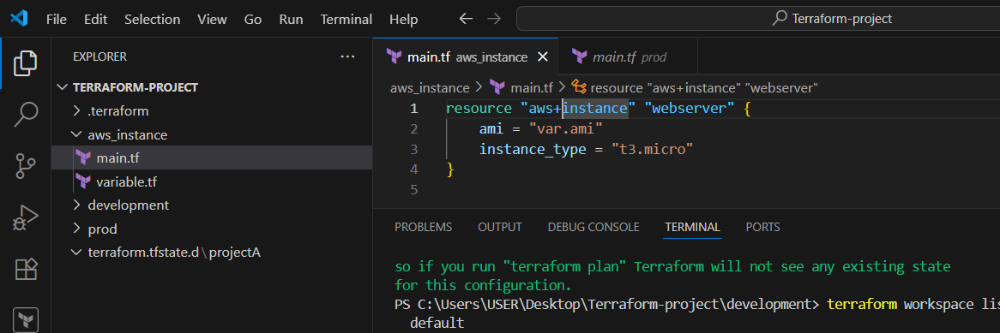 File Edit Selection View Go Run Terminal Help
Terraform-project
EXPLORER
TERRAFORM-PROJECT
.terraform
aws_instance
main.tf
variable.tf
development
prod
terraform.tfstate.d\projectA
main.tf aws_instance
main.tf prod
aws_instance > main.tf > resource "aws+instance" "webserver"
1 resource "aws+instance" "webserver" {
2 ami = "var.ami"
3 instance_type = "t3.micro"
4 }
5
PROBLEMS OUTPUT DEBUG CONSOLE TERMINAL PORTS
so if you run "terraform plan" Terraform will not see any existing state
for this configuration.
PS C:\Users\USER\Desktop\Terraform-project\development> terraform workspace lis
default